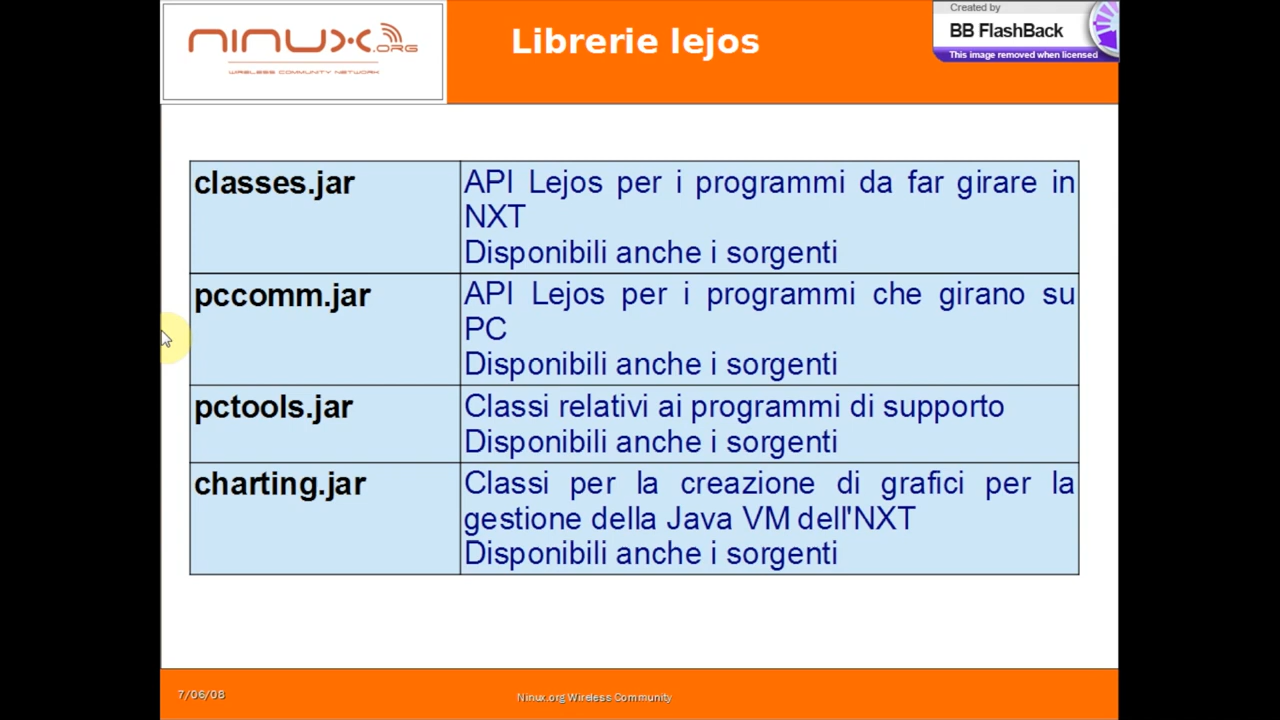 NINUX.ORG
WIRELESS COMMUNITY NETWORK
Librerie lejos
Created by
BB FlashBack
This image removed when licensed
classes.jar
API Lejos per i programmi da far girare in
NXT
Disponibili anche i sorgenti
pccomm.jar
API Lejos per i programmi che girano su
PC
Disponibili anche i sorgenti
pctools.jar
Classi relativi ai programmi di supporto
Disponibili anche i sorgenti
charting.jar
Classi per la creazione di grafici per la
gestione della Java VM dell'NXT
Disponibili anche i sorgenti
7/06/08
Ninux.org Wireless Community